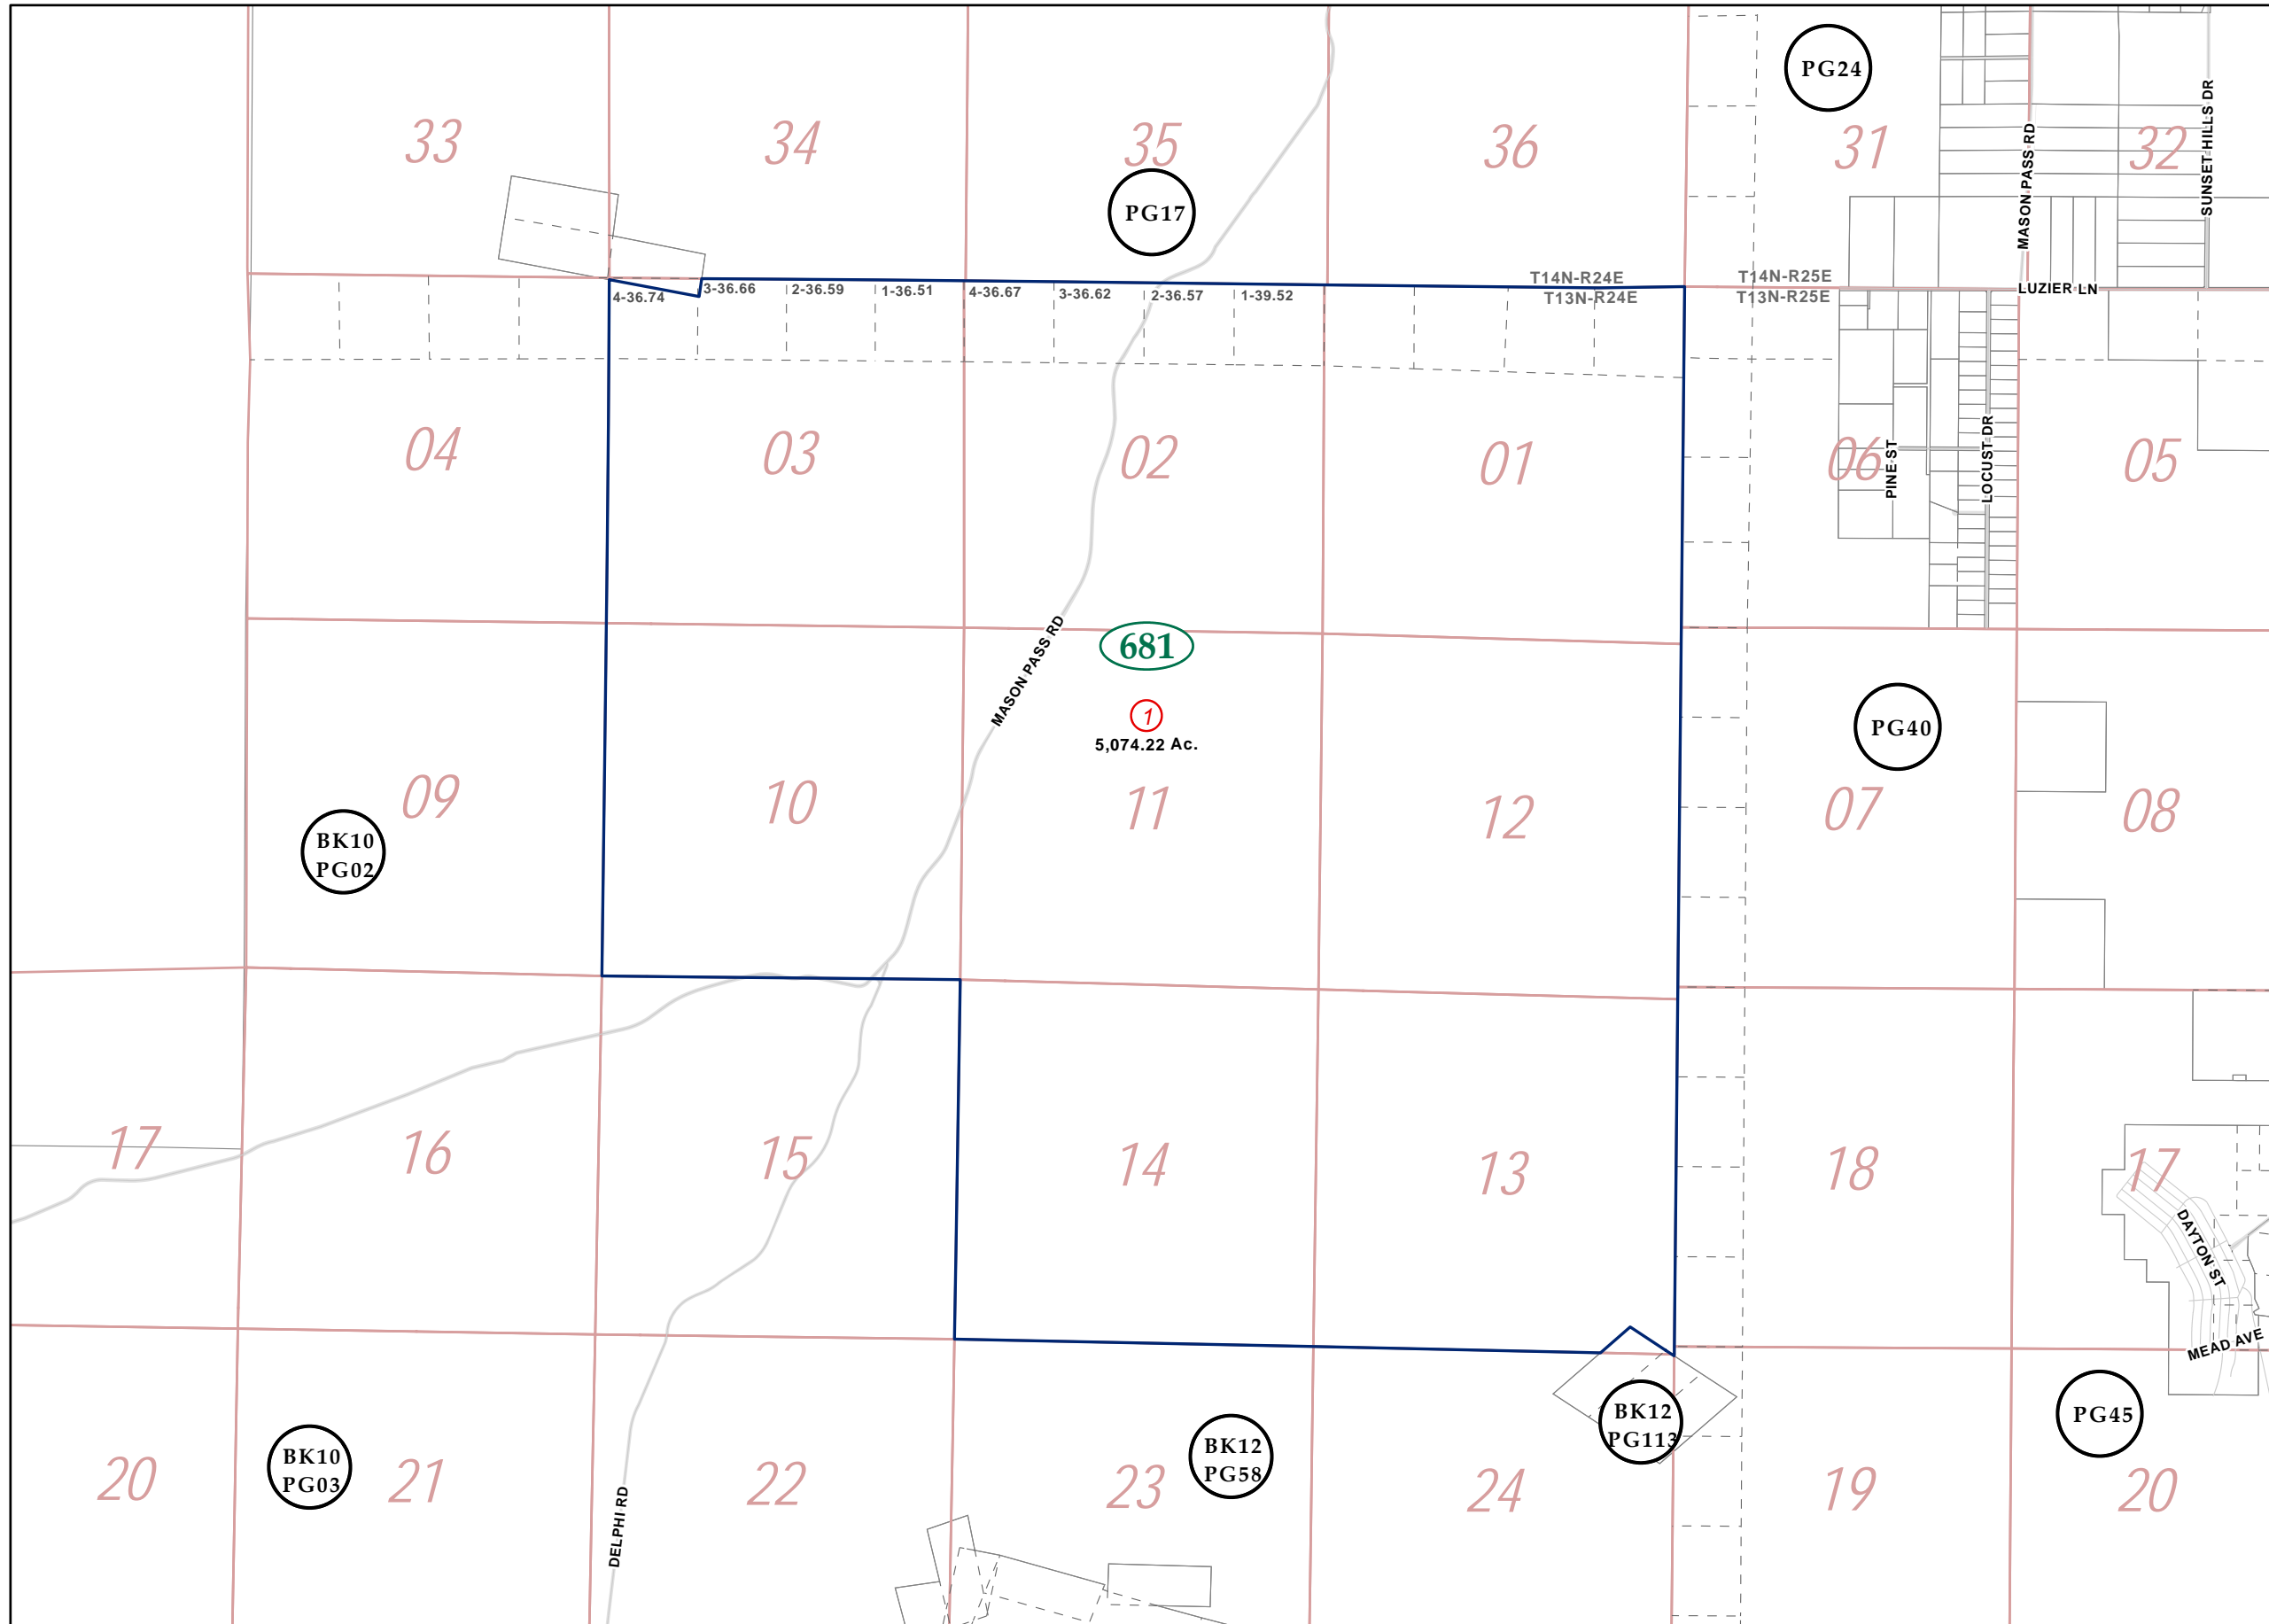 PG24
33
34
35
36
31
32
MASON PASS RD
SUNSET HILLS DR
PG17
T14N-R24E
T14N-R25E
T13N-R24E
T13N-R25E
LUZIER LN
4-36.74
3-36.66
2-36.59
1-36.51
4-36.67
3-36.62
2-36.57
1-39.52
04
03
02
01
06
05
PINE ST
LOCUST DR
MASON PASS RD
681
1
5,074.22 Ac.
PG40
09
10
11
12
07
08
BK10
PG02
17
16
15
14
13
18
17
DAYTON ST
MEAD AVE
BK10
PG03
BK12
PG58
BK12
PG113
PG45
20
21
22
23
24
19
20
DELPHI RD